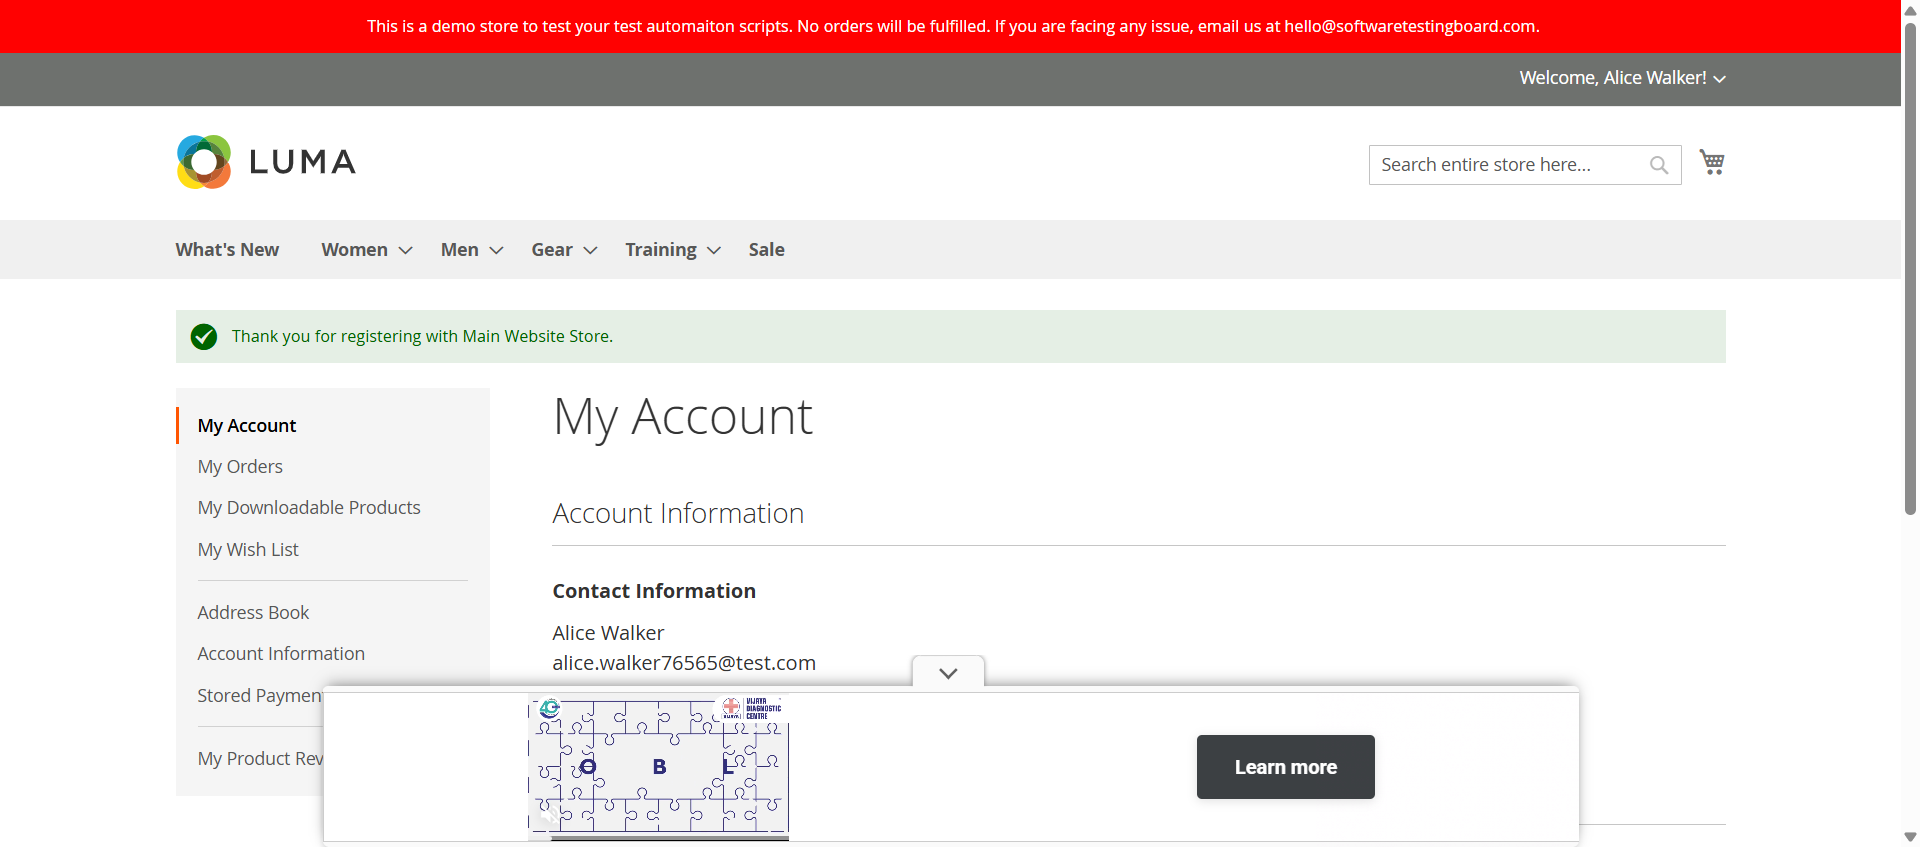 This is a demo store to test your test automaiton scripts. No orders will be fulfilled. If you are facing any issue, email us at hello@softwaretestingboard.com.
Welcome, Alice Walker!
LUMA
Search entire store here...
What's New
Women
Men
Gear
Training
Sale
Thank you for registering with Main Website Store.
My Account
My Orders
My Downloadable Products
My Wish List
Address Book
Account Information
Stored Paymen
My Product Rev
My Account
Account Information
Contact Information
Alice Walker
alice.walker76565@test.com
VIJAYA
DIAGNOSTIC
CENTRE
O B L
Learn more